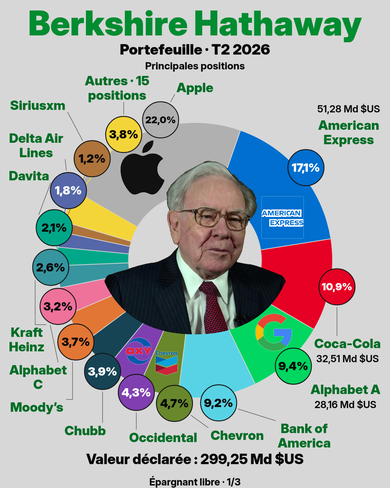 Berkshire Hathaway
Portefeuille · T2 2026
Principales positions
Autres · 15
positions
Apple
Siriusxm
3,8%
22,0%
51,28 Md $US
American
Express
Delta Air
Lines
1,2%
17,1%
Davita
1,8%
AMERICAN
EXPRESS
2,1%
2,6%
10,9%
3,2%
Kraft
Heinz
3,7%
Coca-Cola
32,51 Md $US
Alphabet
C
3,9%
OXY
Chevron
9,4%
Alphabet A
28,16 Md $US
Moody's
4,3%
4,7%
9,2%
Chubb
Occidental
Chevron
Bank of
America
Valeur déclarée : 299,25 Md $US
Épargnant libre · 1/3